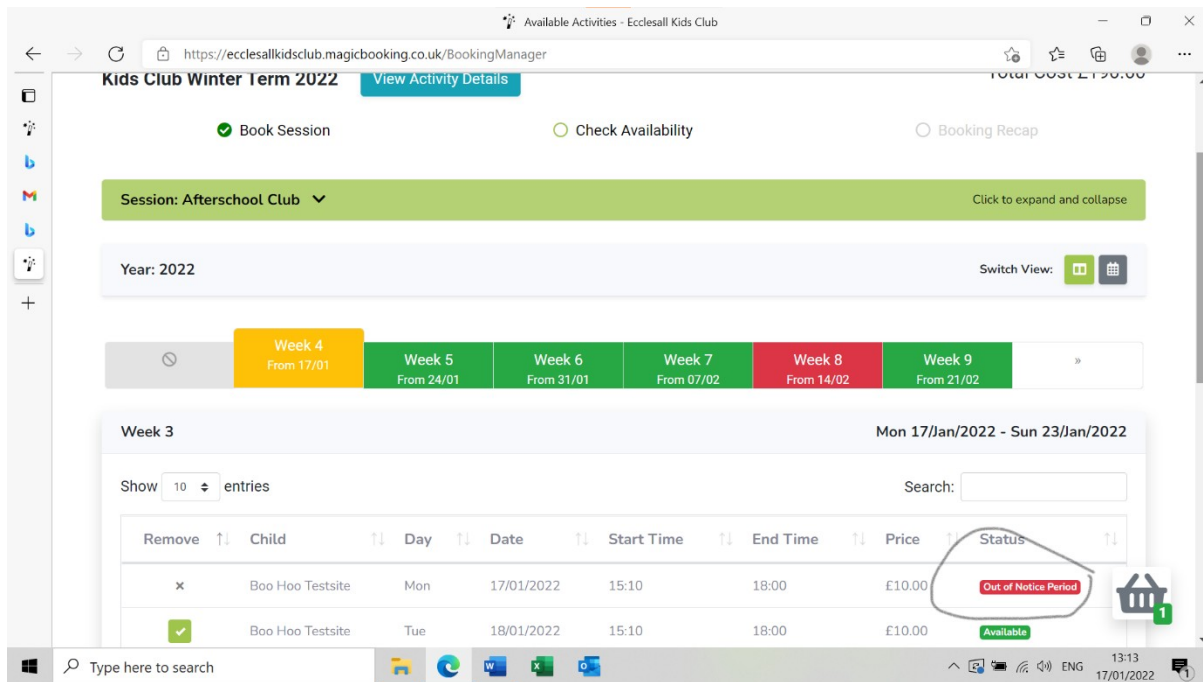 Available Activities - Ecclesall Kids Club
https://ecclesallkidsclub.magicbooking.co.uk/BookingManager
Kids Club Winter Term 2022 View Activity Details Total Cost £190.00
Book Session Check Availability Booking Recap
Session: Afterschool Club Click to expand and collapse
Year: 2022 Switch View:
Week 4 Week 5 Week 6 Week 7 Week 8 Week 9 »
From 17/01 From 24/01 From 31/01 From 07/02 From 14/02 From 21/02
Week 3 Mon 17/Jan/2022 - Sun 23/Jan/2022
Show 10 entries Search:
Remove Child Day Date Start Time End Time Price Status
× Boo Hoo Testsite Mon 17/01/2022 15:10 18:00 £10.00 Out of Notice Period
Boo Hoo Testsite Tue 18/01/2022 15:10 18:00 £10.00 Available
1
Type here to search ENG 13:13
17/01/2022 1